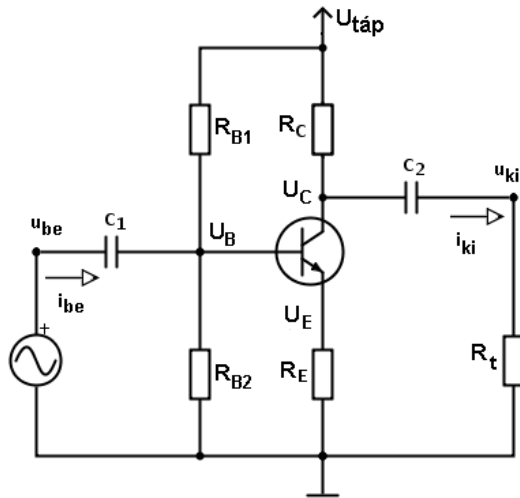 U_táp
R_B1
R_C
U_C
C_2
u_ki
u_be
C_1
U_B
i_ki
i_be
+
U_E
R_B2
R_E
R_t